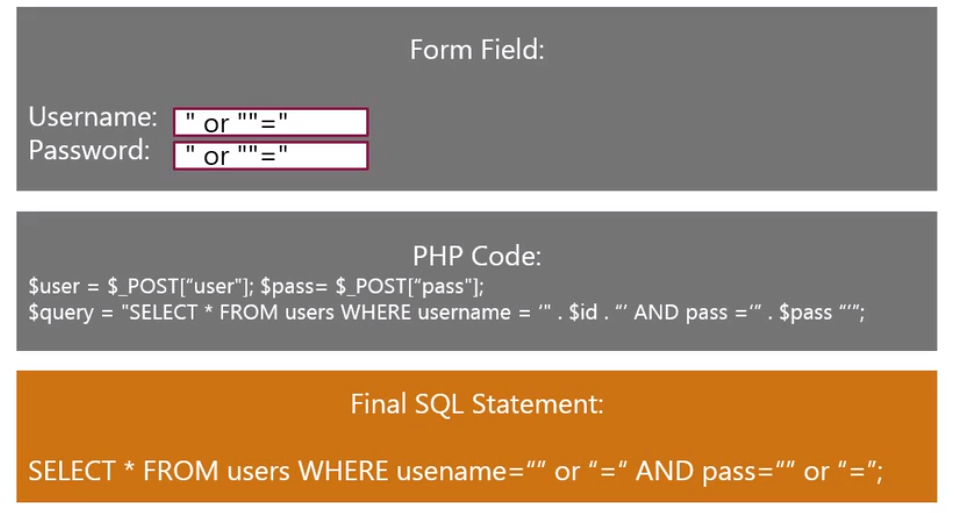 Form Field:
Username: " or ""="
Password: " or ""="
PHP Code:
$user = $_POST[“user"]; $pass= $_POST[“pass"];
$query = "SELECT * FROM users WHERE username = ‘" . $id . “’ AND pass =‘” . $pass “’”;
Final SQL Statement:
SELECT * FROM users WHERE usename=“” or “=“ AND pass=“” or “=”;